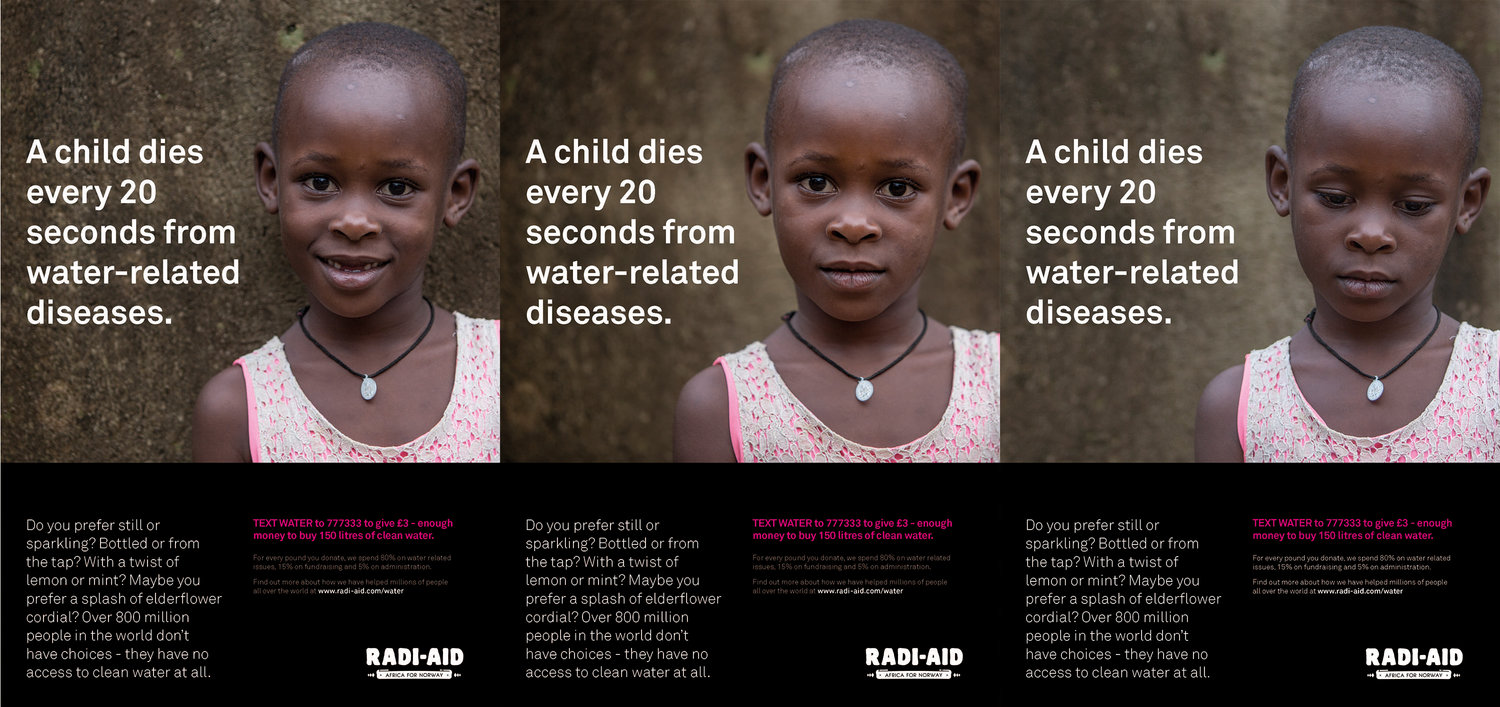 A child dies
every 20
seconds from
water-related
diseases.
Do you prefer still or
sparkling? Bottled or from
the tap? With a twist of
lemon or mint? Maybe you
prefer a splash of elderflower
cordial? Over 800 million
people in the world don't
have choices - they have no
access to clean water at all.
TEXT WATER to 777333 to give £3 - enough
money to buy 150 litres of clean water.
For every pound you donate, we spend 80% on water related
issues, 15% on fundraising and 5% on administration.
Find out more about how we have helped millions of people
all over the world at www.radi-aid.com/water
RADI-AID
AFRICA FOR NORWAY
A child dies
every 20
seconds from
water-related
diseases.
Do you prefer still or
sparkling? Bottled or from
the tap? With a twist of
lemon or mint? Maybe you
prefer a splash of elderflower
cordial? Over 800 million
people in the world don't
have choices - they have no
access to clean water at all.
TEXT WATER to 777333 to give £3 - enough
money to buy 150 litres of clean water.
For every pound you donate, we spend 80% on water related
issues, 15% on fundraising and 5% on administration.
Find out more about how we have helped millions of people
all over the world at www.radi-aid.com/water
RADI-AID
AFRICA FOR NORWAY
A child dies
every 20
seconds from
water-related
diseases.
Do you prefer still or
sparkling? Bottled or from
the tap? With a twist of
lemon or mint? Maybe you
prefer a splash of elderflower
cordial? Over 800 million
people in the world don't
have choices - they have no
access to clean water at all.
TEXT WATER to 777333 to give £3 - enough
money to buy 150 litres of clean water.
For every pound you donate, we spend 80% on water related
issues, 15% on fundraising and 5% on administration.
Find out more about how we have helped millions of people
all over the world at www.radi-aid.com/water
RADI-AID
AFRICA FOR NORWAY